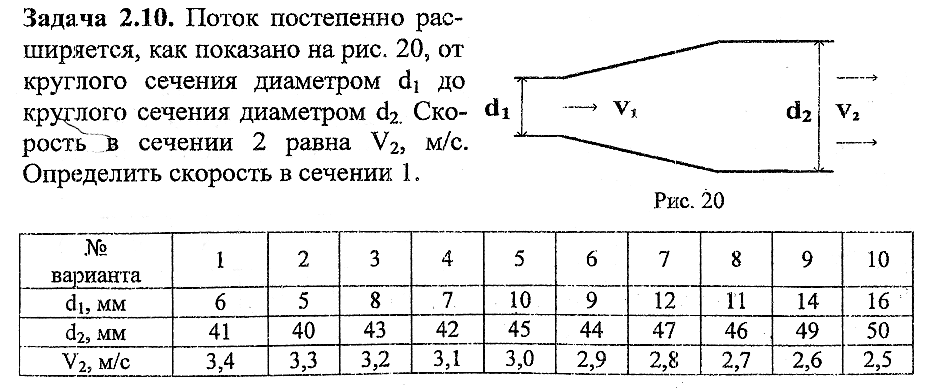 Задача 2.10. Поток постепенно рас-
ширяется, как показано на рис. 20, от
круглого сечения диаметром d₁ до
круглого сечения диаметром d₂. Ско-
рость в сечении 2 равна V₂, м/с.
Определить скорость в сечении 1.
d₁ V₁ d₂ V₂
Рис. 20
№ варианта 1 2 3 4 5 6 7 8 9 10
d₁, мм 6 5 8 7 10 9 12 11 14 16
d₂, мм 41 40 43 42 45 44 47 46 49 50
V₂, м/с 3,4 3,3 3,2 3,1 3,0 2,9 2,8 2,7 2,6 2,5